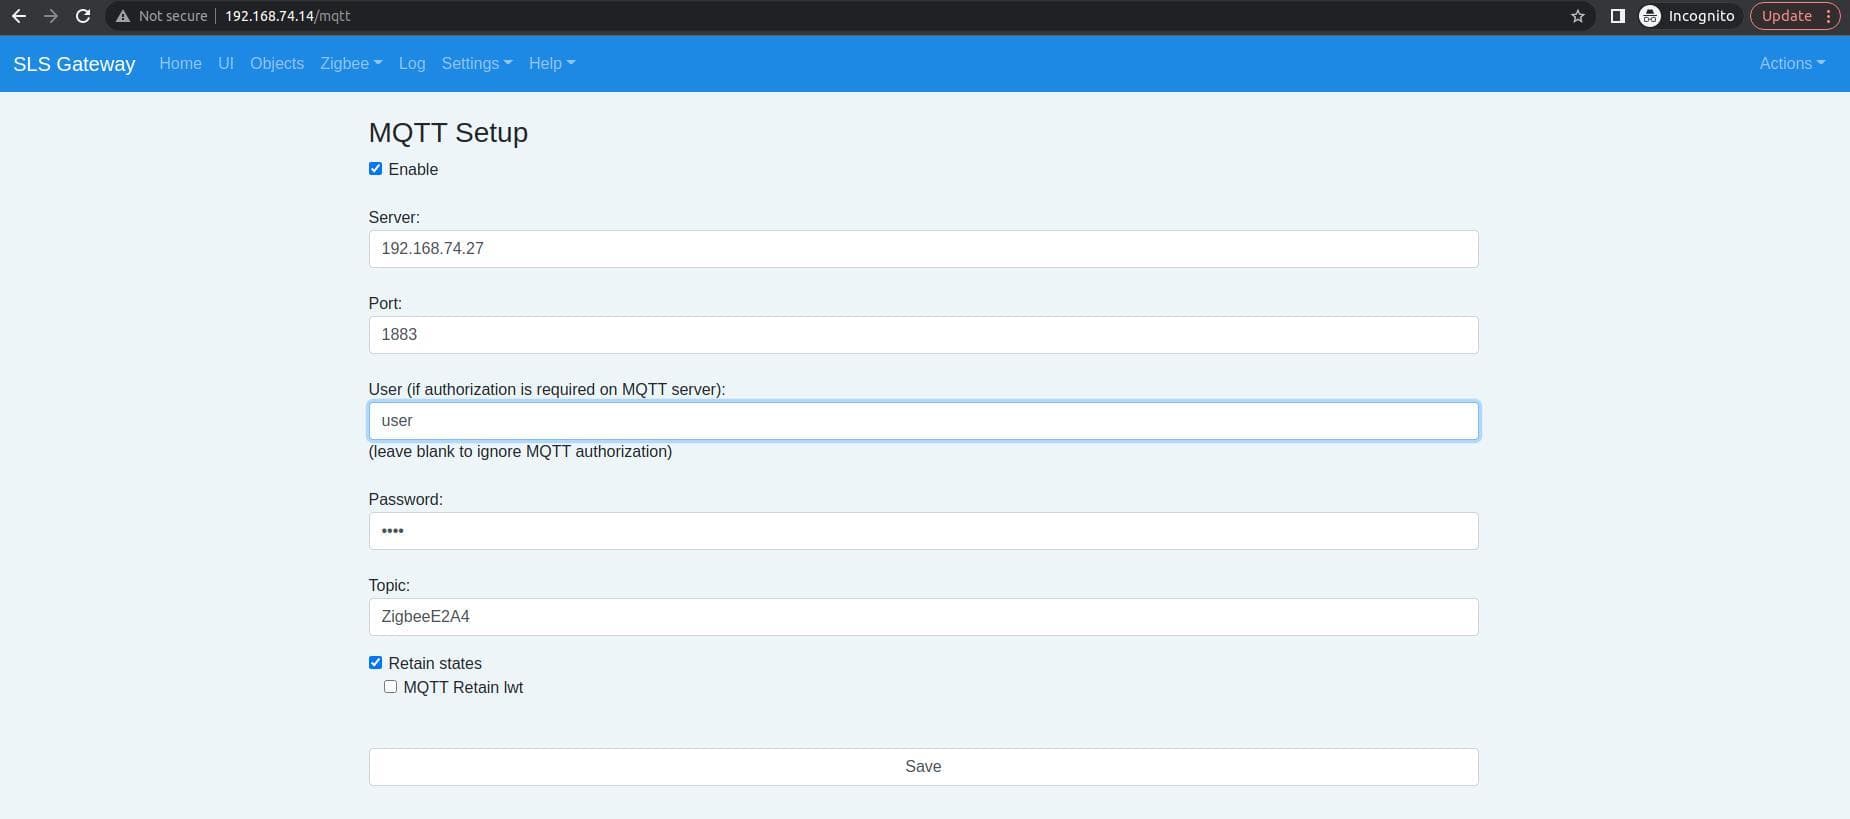 Not secure 192.168.74.14/mqtt Incognito Update
SLS Gateway Home UI Objects Zigbee Log Settings Help Actions
MQTT Setup
Enable
Server:
192.168.74.27
Port:
1883
User (if authorization is required on MQTT server):
user
(leave blank to ignore MQTT authorization)
Password:
••••
Topic:
ZigbeeE2A4
Retain states
MQTT Retain lwt
Save